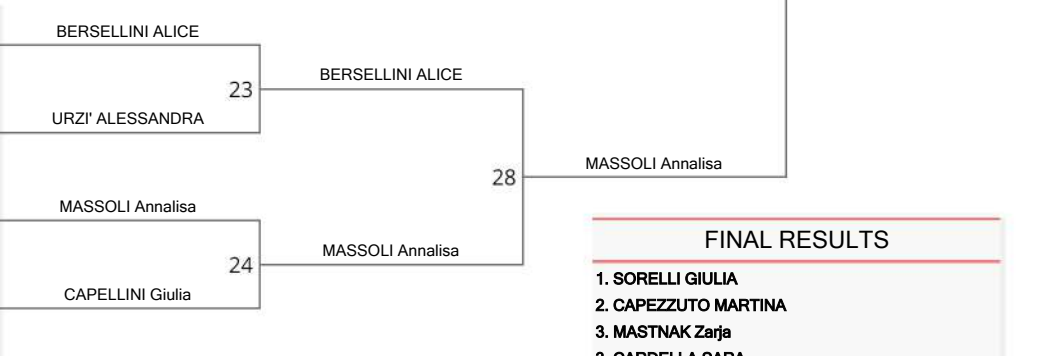 BERSELLINI ALICE
23
URZI' ALESSANDRA
BERSELLINI ALICE
MASSOLI Annalisa
24
CAPELLINI Giulia
MASSOLI Annalisa
28
MASSOLI Annalisa
FINAL RESULTS
1. SORELLI GIULIA
2. CAPEZZUTO MARTINA
3. MASTNAK Zarja